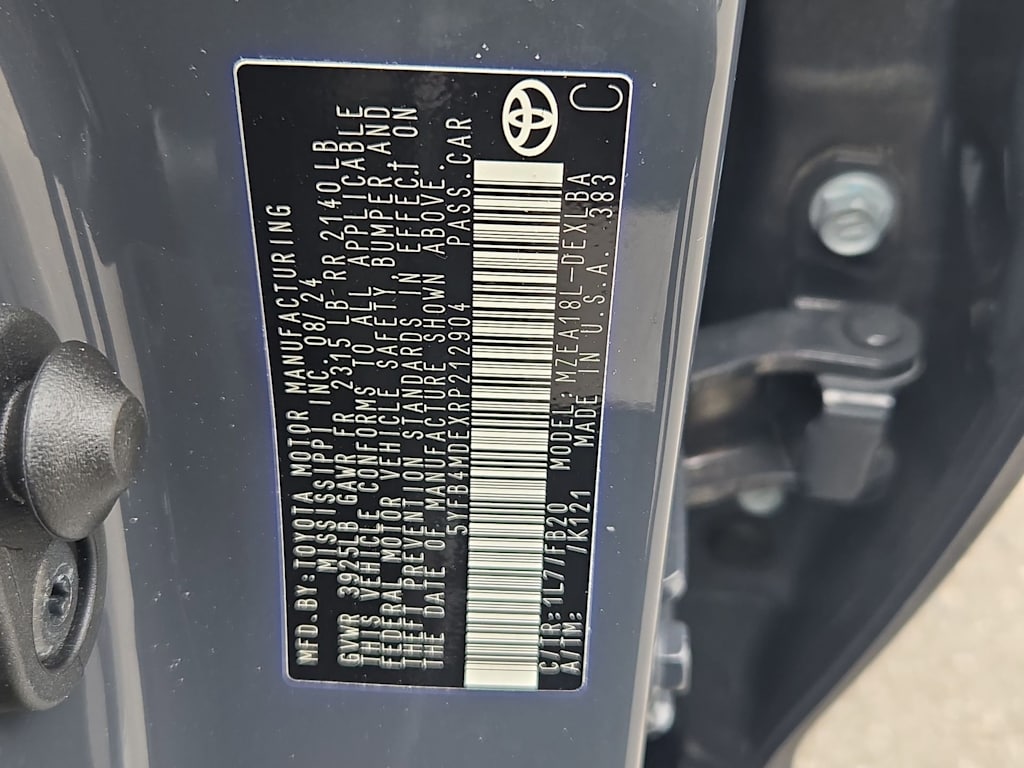 MFD.BY:TOYOTA MOTOR MANUFACTURING
MISSISSIPPI INC. 08/24
GVWR 3925LB GAWR FR 2315 LB-RR 2140LB
THIS VEHICLE CONFORMS TO ALL APPLICABLE
FEDERAL MOTOR VEHICLE SAFETY, BUMPER, AND
THEFT PREVENTION STANDARDS IN EFFECT ON
THE DATE OF MANUFACTURE SHOWN ABOVE.
5YFB4MDEXRP212904 PASS.CAR
C/TR:1L7/FB20 MODEL:MZEA18L-DEXLBA
A/TM: /K121 MADE IN U.S.A. 383
C